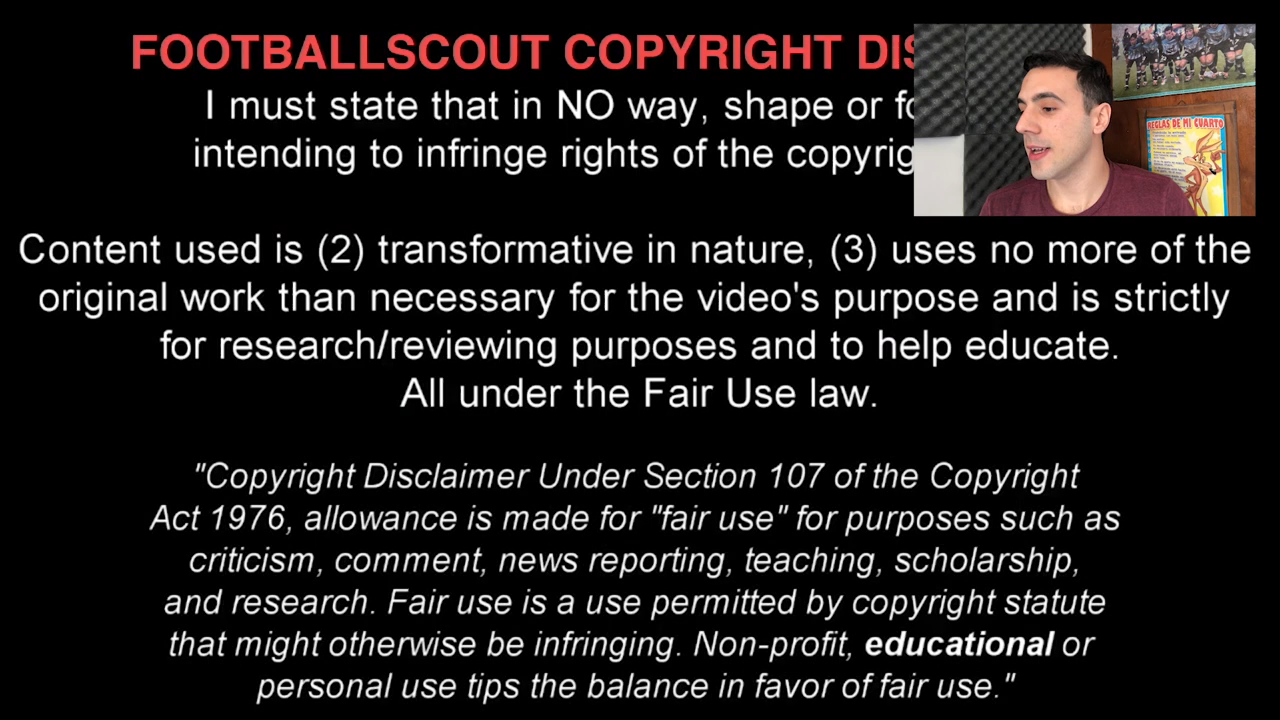 FOOTBALLSCOUT COPYRIGHT DIS
I must state that in NO way, shape or fo
intending to infinge rights of the copyrig
REGLAS DE MI CUARTO
Content used is (2) transformative in nature, (3) uses no more of the
original work than necessary for the video's purpose and is strictly
for research/reviewing purposes and to help educate.
All under the Fair Use law.
"Copyright Disclaimer Under Section 107 of the Copyright
Act 1976, allowance is made for "fair use" for purposes such as
criticism, comment, news reporting, teaching, scholarship,
and research. Fair use is a use permitted by copyright statute
that might otherwise be infringing. Non-profit, educational or
personal use tips the balance in favor of fair use."